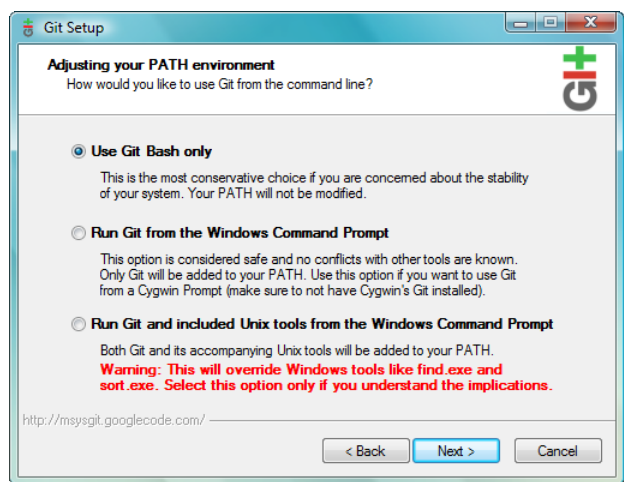 Git Setup
Adjusting your PATH environment
How would you like to use Git from the command line?
Git
Use Git Bash only
This is the most conservative choice if you are concerned about the stability
of your system. Your PATH will not be modified.
Run Git from the Windows Command Prompt
This option is considered safe and no conflicts with other tools are known.
Only Git will be added to your PATH. Use this option if you want to use Git
from a Cygwin Prompt (make sure to not have Cygwin's Git installed).
Run Git and included Unix tools from the Windows Command Prompt
Both Git and its accompanying Unix tools will be added to your PATH.
Warning: This will override Windows tools like find.exe and
sort.exe. Select this option only if you understand the implications.
http://msysgit.googlecode.com/
< Back Next > Cancel